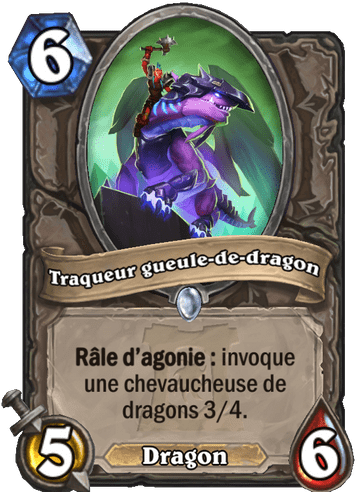 6
Traqueur gueule-de-dragon
Râle d'agonie : invoque
une chevaucheuse de
dragons 3/4.
5
Dragon
6